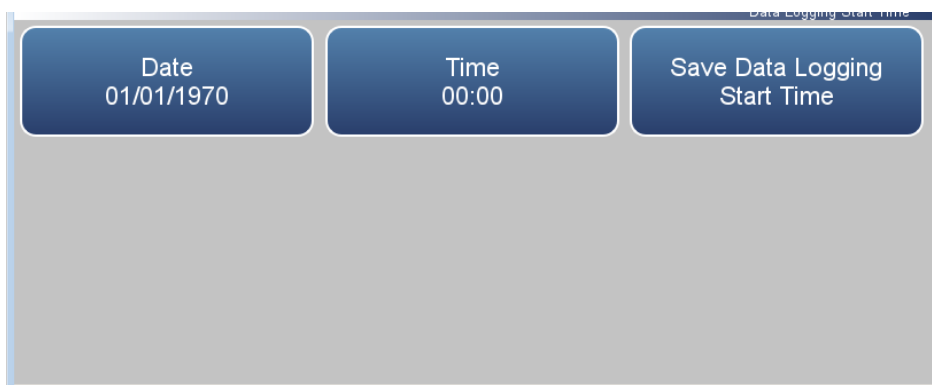 Data Logging Start Time
Date
01/01/1970
Time
00:00
Save Data Logging
Start Time